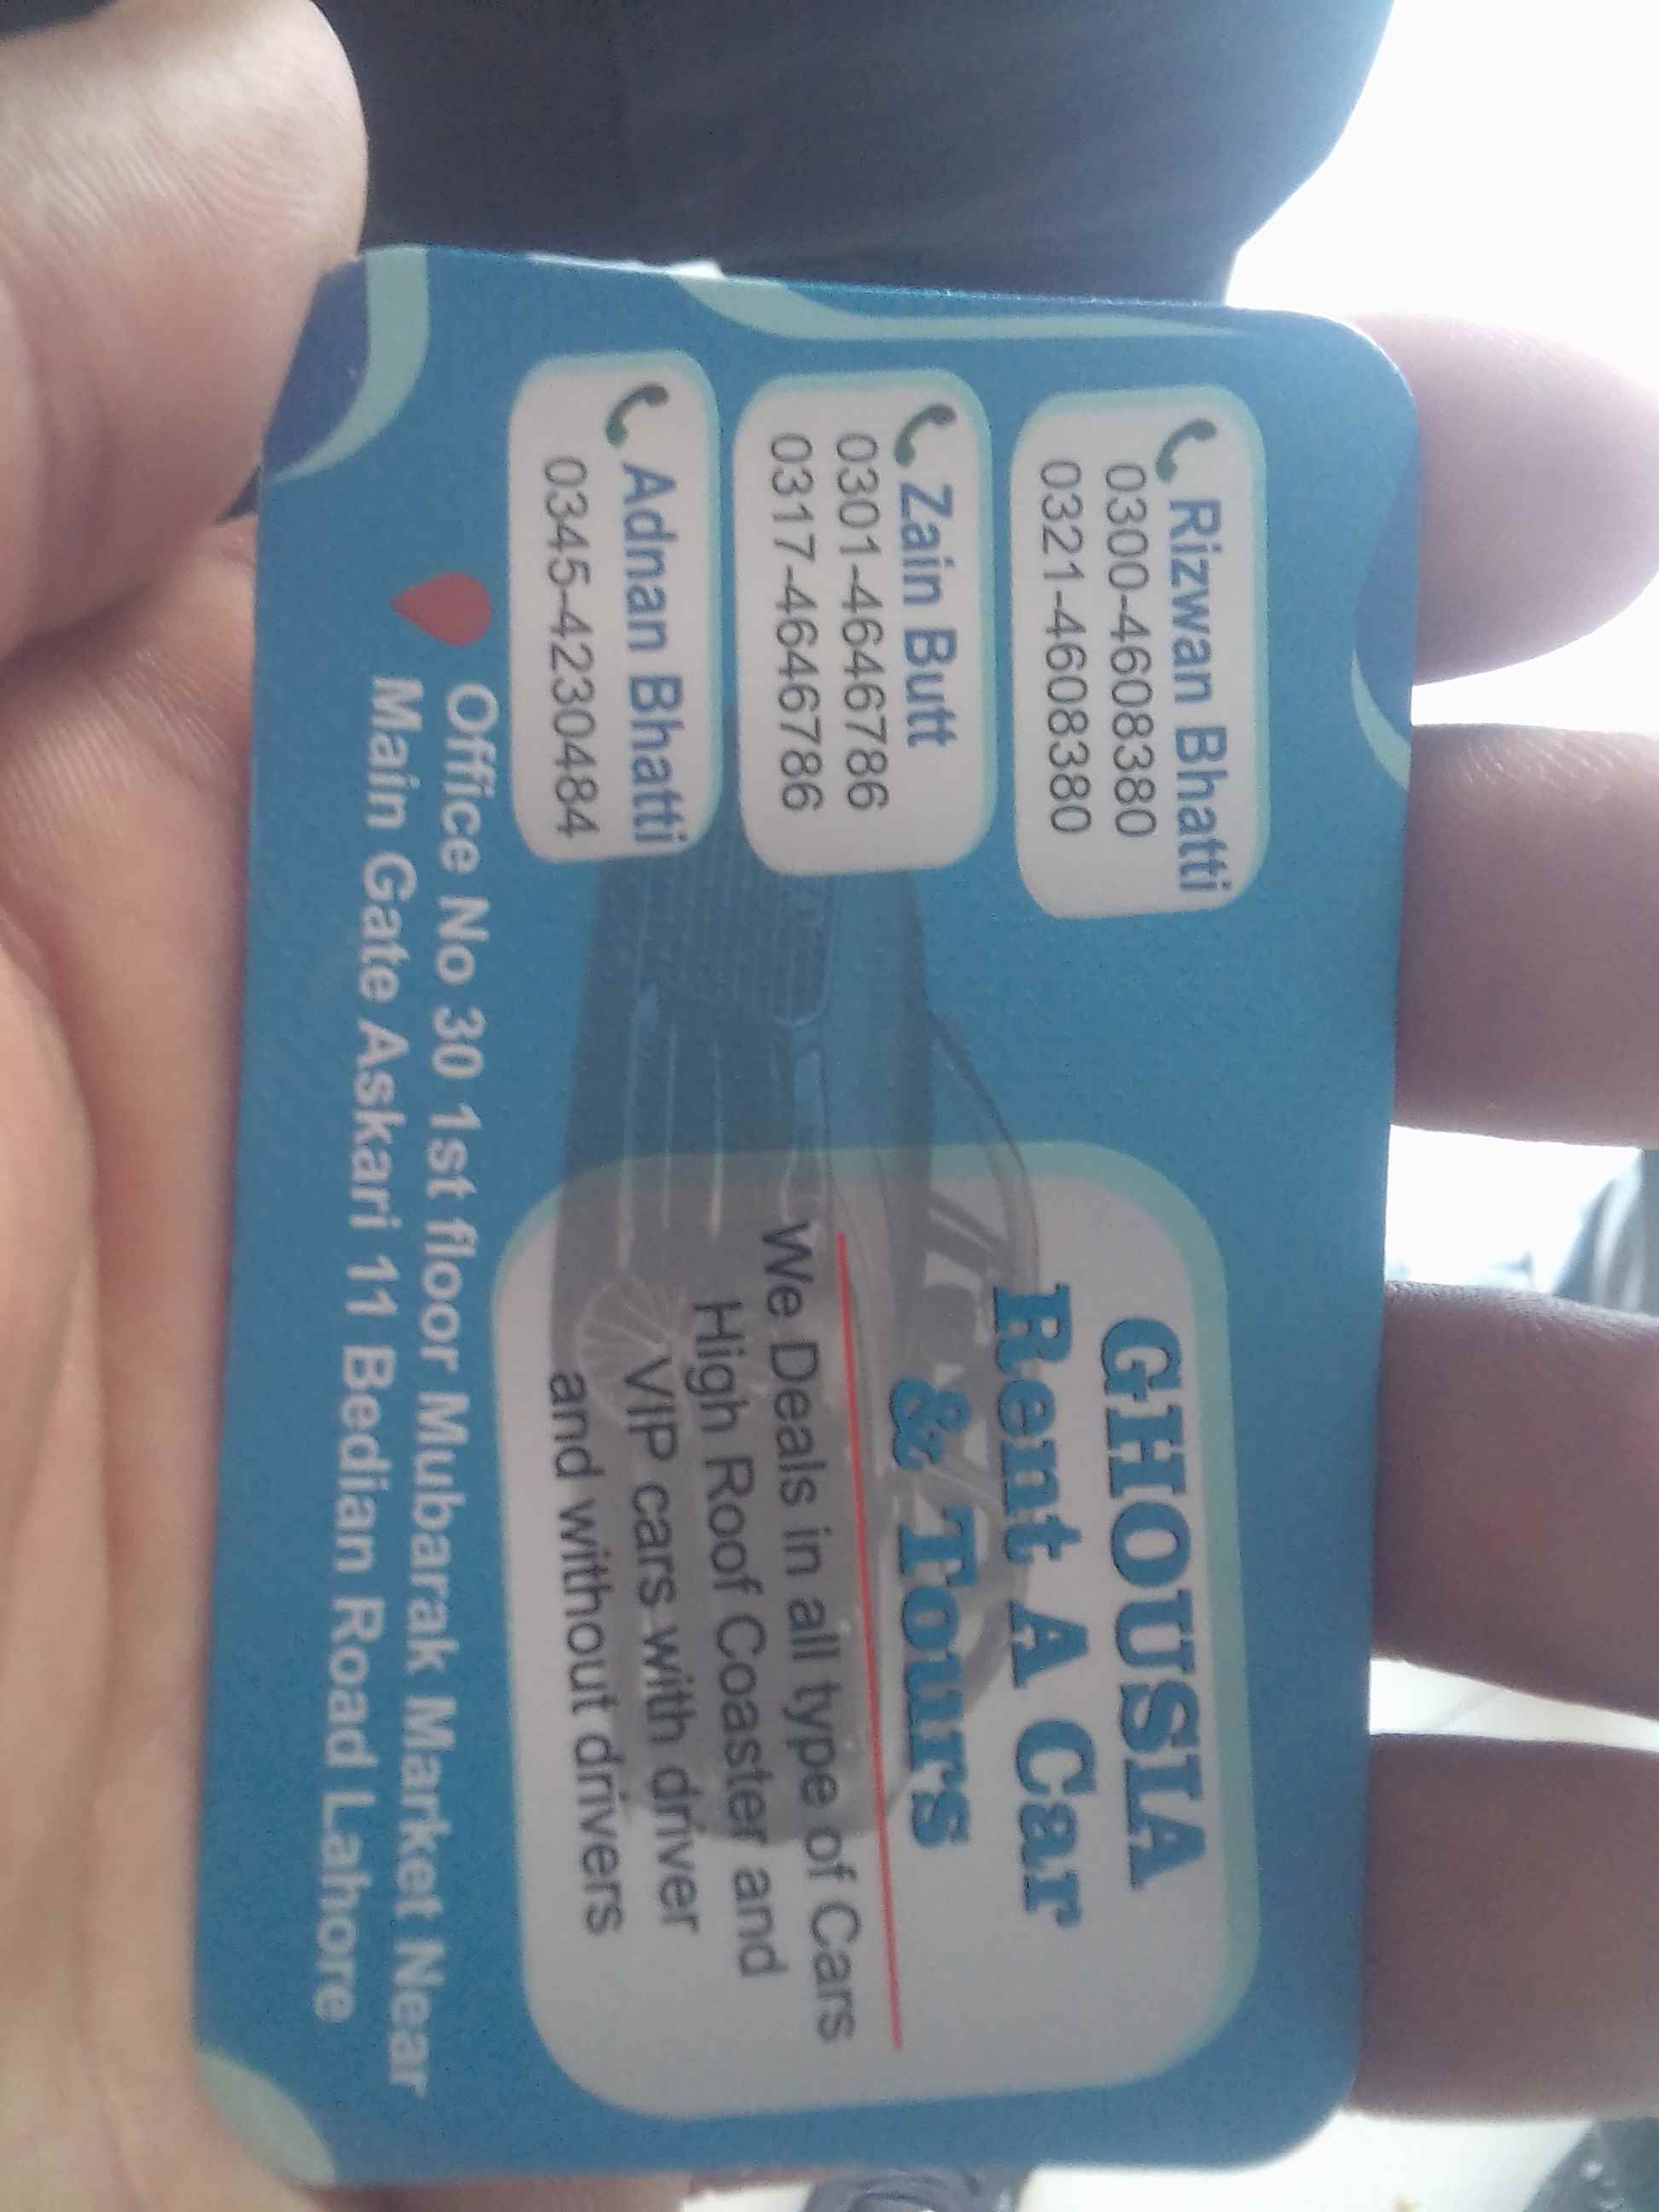 Rizwan Bhatti
0300-4608380
0321-4608380
Zain Butt
0301-4646786
0317-4646786
Adnan Bhatti
0345-4230484
GHOUSIA
Rent A Car
& Tours
We Deals in all type of Cars
High Roof Coaster and
VIP cars with driver
and without drivers
Office No 30 1st floor Mubarak Market Near
Main Gate Askari 11 Bedian Road Lahore